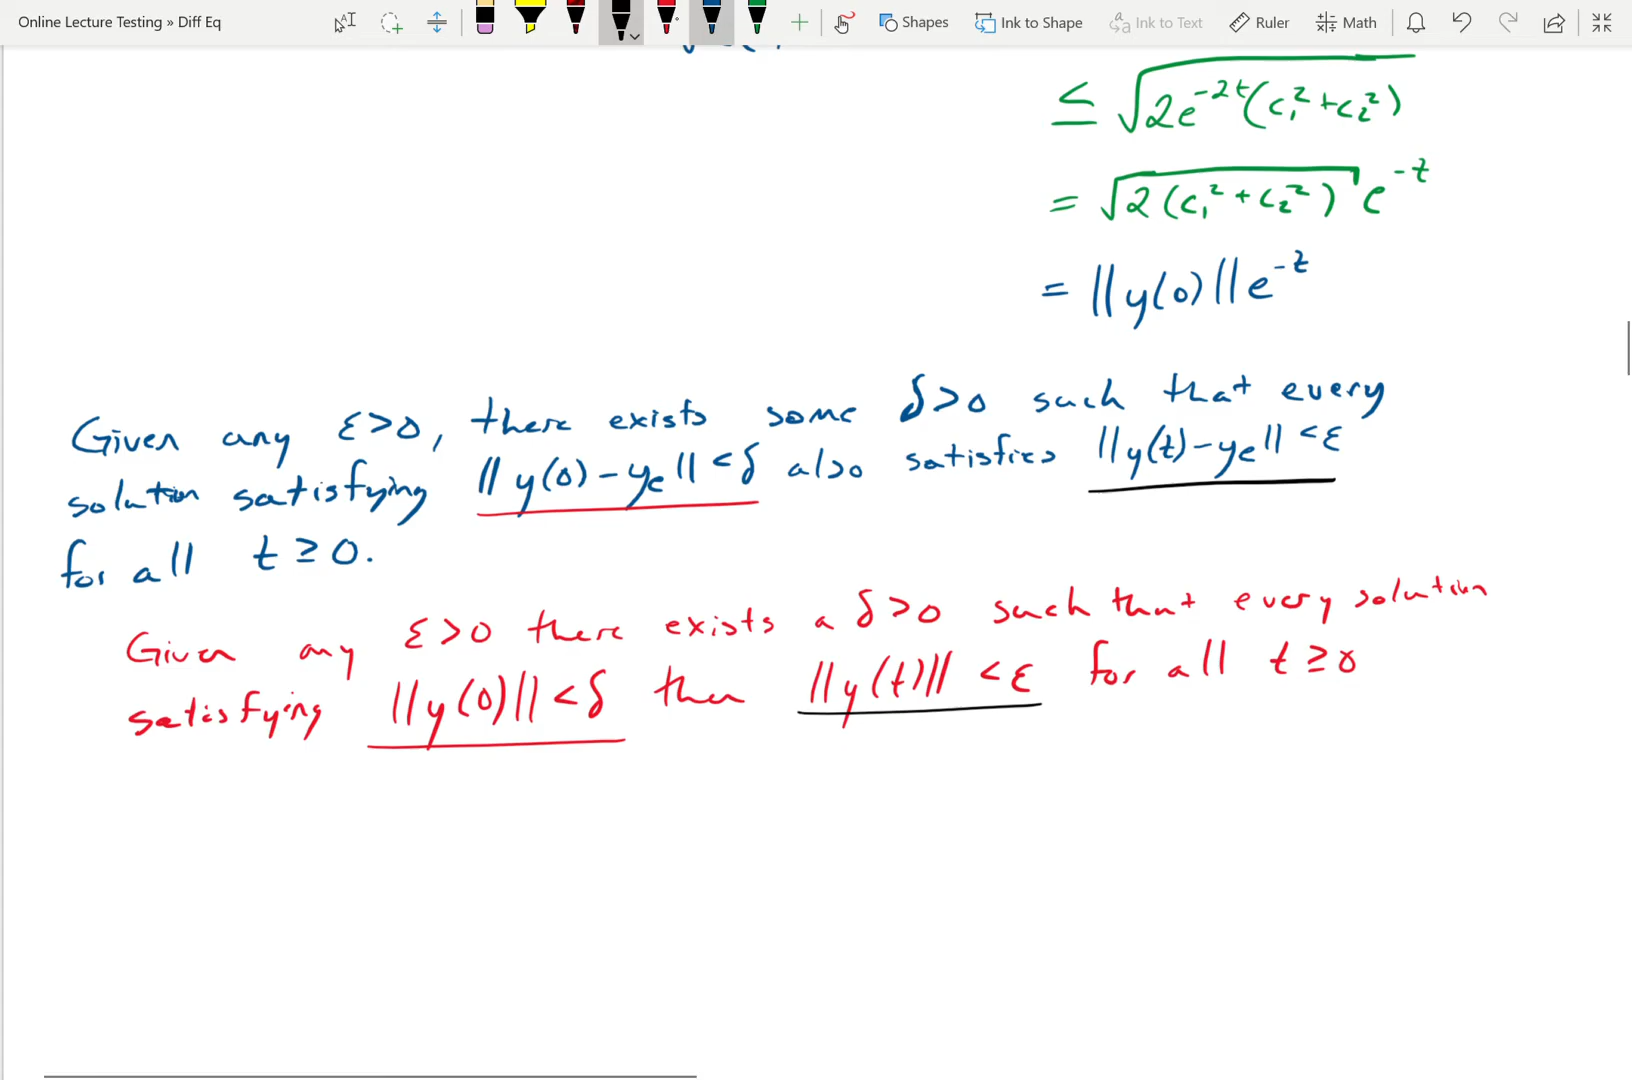 Online Lecture Testing » Diff Eq
Shapes Ink to Shape Ink to Text Ruler Math
≤ √(2e^{-2t}(c₁² + c₂²))
= √(2(c₁² + c₂²)) e^{-t}
= ||y(0)|| e^{-t}
Given any ε>0, there exists some δ>0 such that every
solution satisfying ||y(0) - yₑ|| < δ also satisfies ||y(t) - yₑ|| < ε
for all t ≥ 0.
Given any ε>0 there exists a δ>0 such that every solution
satisfying ||y(0)|| < δ then ||y(t)|| < ε for all t ≥ 0